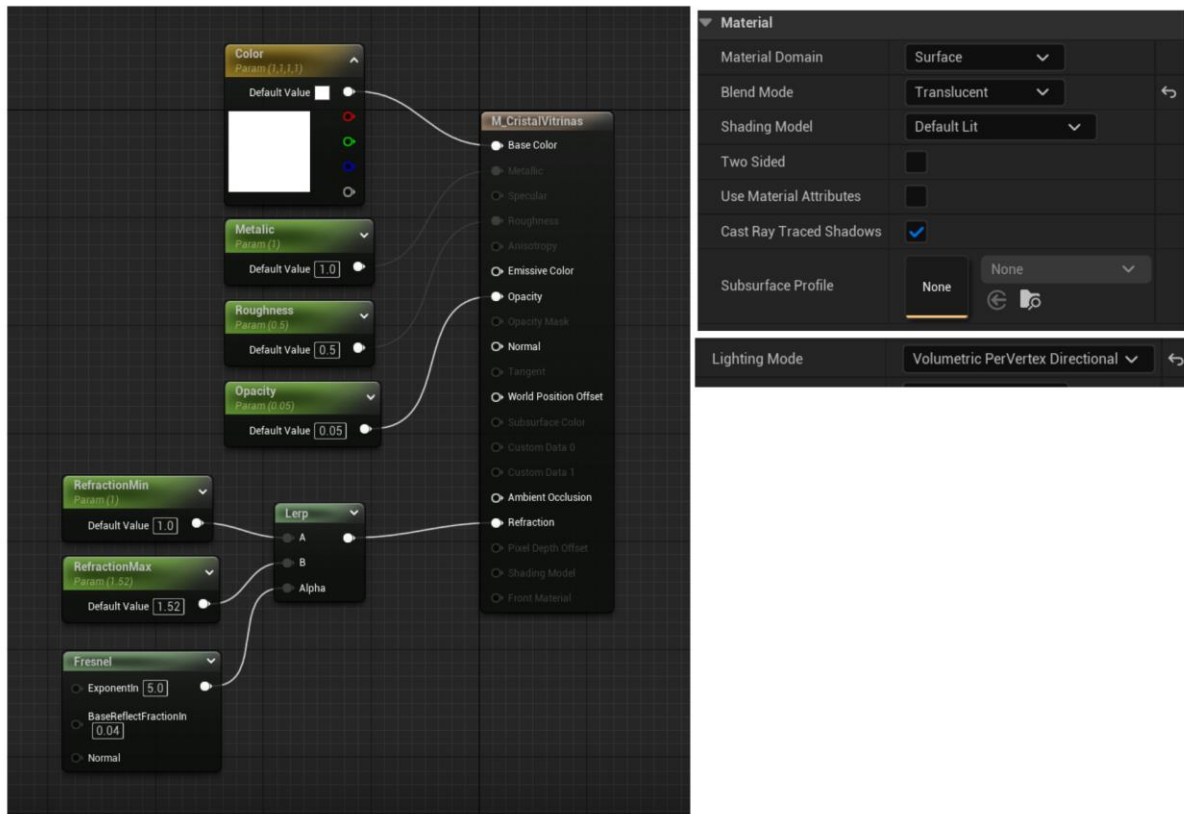 Color
Param (1,1,1,1)
Default Value
Metalic
Param (1)
Default Value 1.0
Roughness
Param (0.5)
Default Value 0.5
Opacity
Param (0.05)
Default Value 0.05
RefractionMin
Param (1)
Default Value 1.0
RefractionMax
Param (1.52)
Default Value 1.52
Fresnel
ExponentIn 5.0
BaseReflectFractionIn
0.04
Normal
Lerp
A
B
Alpha
M_CristalVitrinas
Base Color
Metallic
Specular
Roughness
Anisotropy
Emissive Color
Opacity
Opacity Mask
Normal
Tangent
World Position Offset
Subsurface Color
Custom Data 0
Custom Data 1
Ambient Occlusion
Refraction
Pixel Depth Offset
Shading Model
Front Material
Material
Material Domain Surface
Blend Mode Translucent
Shading Model Default Lit
Two Sided
Use Material Attributes
Cast Ray Traced Shadows
Subsurface Profile None None
Lighting Mode Volumetric PerVertex Directional